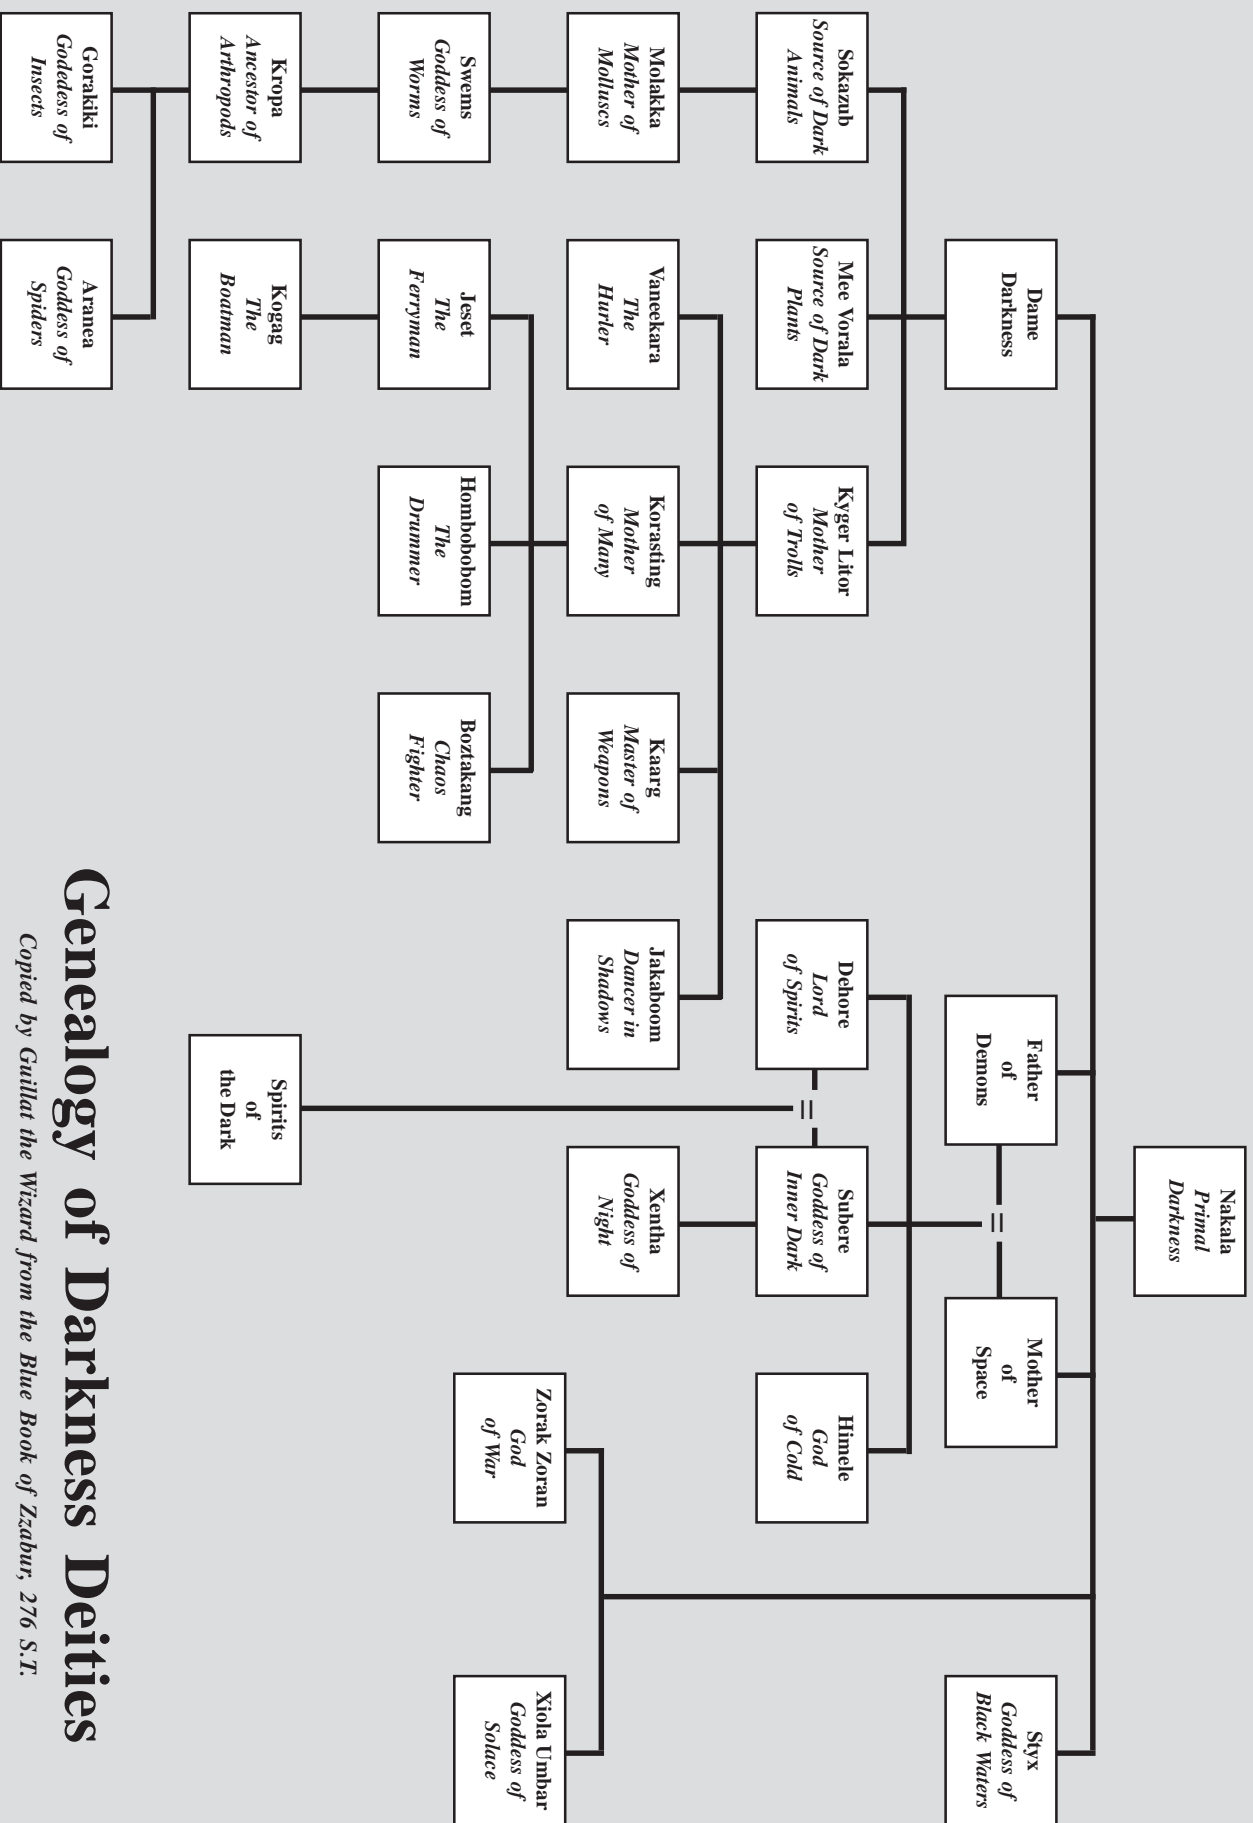 Nakala
Primal
Darkness
Dame
Darkness
Father
of
Demons
Mother
of
Space
Styx
Goddess of
Black Waters
Sokazub
Source of Dark
Animals
Mee Vorala
Source of Dark
Plants
Kyger Litor
Mother
of Trolls
Dehore
Lord
of Spirits
Subere
Goddess of
Inner Dark
Himele
God
of Cold
=
=
Molakka
Mother of
Molluscs
Vaneekara
The
Hurler
Korasting
Mother
of Many
Kaarg
Master of
Weapons
Jakaboom
Dancer in
Shadows
Xentha
Goddess of
Night
Zorak Zoran
God
of War
Xiola Umbar
Goddess of
Solace
Swems
Goddess of
Worms
Jeset
The
Ferryman
Hombobobom
The
Drummer
Boztakang
Chaos
Fighter
Kropa
Ancestor of
Arthropods
Kogag
The
Boatman
Spirits
of
the Dark
Gorakiki
Godedess of
Insects
Aranea
Goddess of
Spiders
Genealogy of Darkness Deities
Copied by Guillat the Wizard from the Blue Book of Zzabur, 276 S.T.